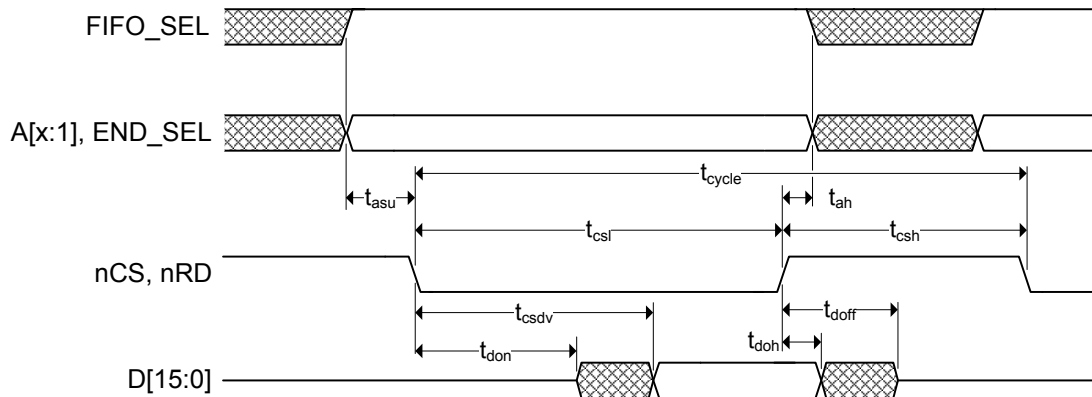 FIFO_SEL
A[x:1], END_SEL
tcycle
tasu
tah
tcsl
tcsh
nCS, nRD
tcsdv
tdoff
tdon
tdoh
D[15:0]